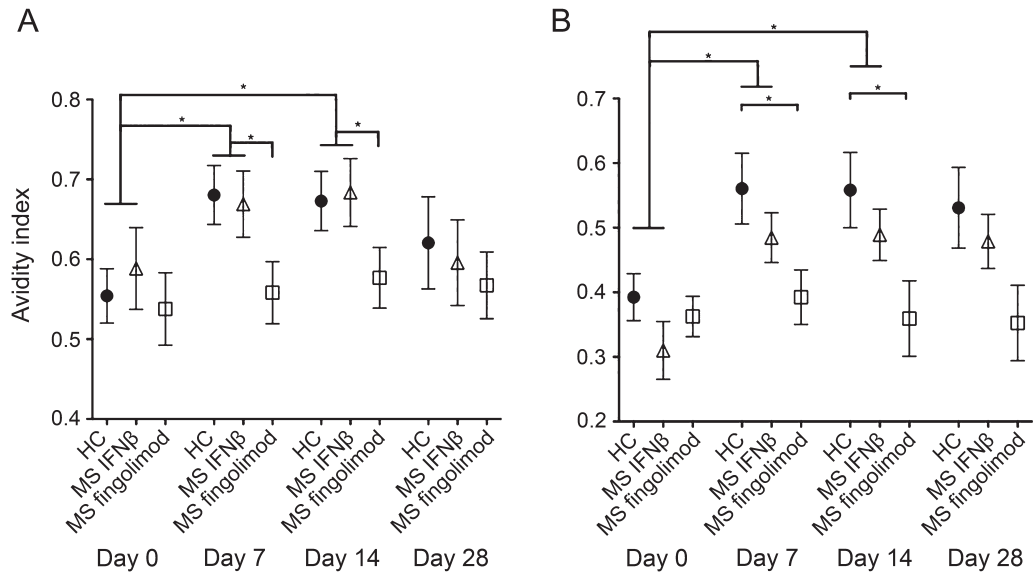 A
*
*
*
*
0.8
0.7
0.6
0.5
0.4
Avidity index
HC
MS IFNβ
MS fingolimod
HC
MS IFNβ
MS fingolimod
HC
MS IFNβ
MS fingolimod
HC
MS IFNβ
MS fingolimod
Day 0 Day 7 Day 14 Day 28
B
*
*
*
*
0.7
0.6
0.5
0.4
0.3
0.2
HC
MS IFNβ
MS fingolimod
HC
MS IFNβ
MS fingolimod
HC
MS IFNβ
MS fingolimod
HC
MS IFNβ
MS fingolimod
Day 0 Day 7 Day 14 Day 28